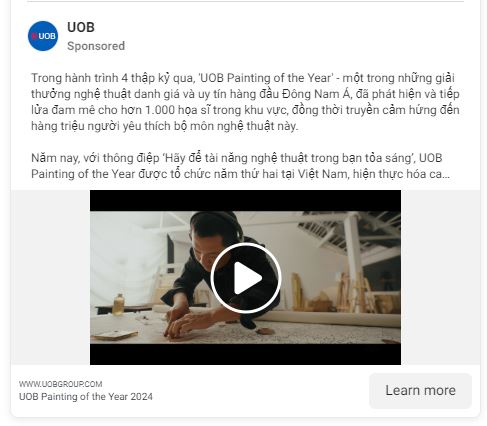 UOB
UOB
Sponsored
Trong hành trình 4 thập kỷ qua, 'UOB Painting of the Year' - một trong những giải
thưởng nghệ thuật danh giá và uy tín hàng đầu Đông Nam Á, đã phát hiện và tiếp
lửa đam mê cho hơn 1.000 họa sĩ trong khu vực, đồng thời truyền cảm hứng đến
hàng triệu người yêu thích bộ môn nghệ thuật này.
Năm nay, với thông điệp ‘Hãy để tài năng nghệ thuật trong bạn tỏa sáng’, UOB
Painting of the Year được tổ chức năm thứ hai tại Việt Nam, hiện thực hóa ca...
WWW.UOBGROUP.COM
UOB Painting of the Year 2024
Learn more